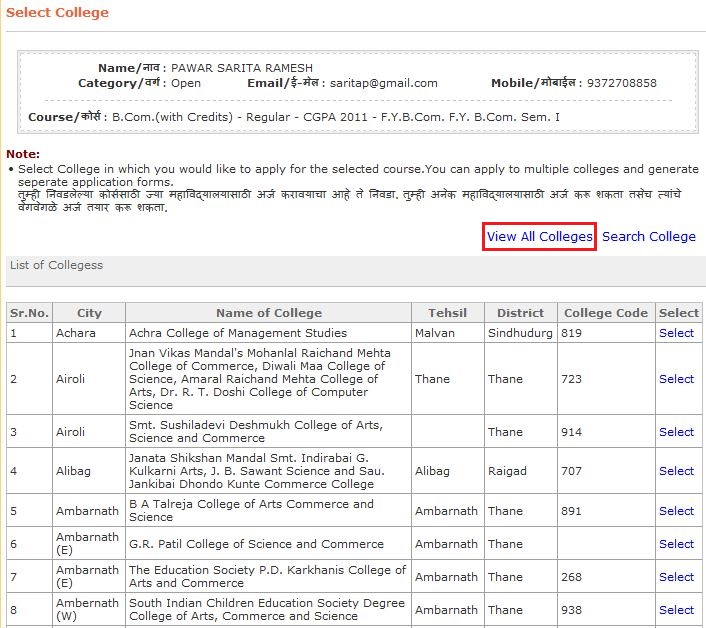 Select College
Name/नाव : PAWAR SARITA RAMESH
Category/वर्ग : Open Email/ई-मेल : saritap@gmail.com Mobile/मोबाईल : 9372708858
Course/कोर्स : B.Com.(with Credits) - Regular - CGPA 2011 - F.Y.B.Com. F.Y. B.Com. Sem. I
Note:
• Select College in which you would like to apply for the selected course.You can apply to multiple colleges and generate
seperate application forms.
तुम्ही निवडलेल्या कोर्ससाठी ज्या महाविद्यालयासाठी अर्ज करावयाचा आहे ते निवडा. तुम्ही अनेक महाविद्यालयासाठी अर्ज करू शकता तसेच त्यांचे
वेगवेगळे अर्ज तयार करू शकता.
View All Colleges Search College
List of Collegess
Sr.No. City Name of College Tehsil District College Code Select
1 Achara Achra College of Management Studies Malvan Sindhudurg 819 Select
Jnan Vikas Mandal's Mohanlal Raichand Mehta
College of Commerce, Diwali Maa College of
2 Airoli Science, Amaral Raichand Mehta College of Thane Thane 723 Select
Arts, Dr. R. T. Doshi College of Computer
Science
3 Airoli Smt. Sushiladevi Deshmukh College of Arts, Thane 914 Select
Science and Commerce
Janata Shikshan Mandal Smt. Indirabai G.
4 Alibag Kulkarni Arts, J. B. Sawant Science and Sau. Alibag Raigad 707 Select
Jankibai Dhondo Kunte Commerce College
5 Ambarnath B A Talreja College of Arts Commerce and Ambarnath Thane 891 Select
Science
6 Ambarnath (E) G.R. Patil College of Science and Commerce Ambarnath Thane Select
7 Ambarnath (E) The Education Society P.D. Karkhanis College of Ambarnath Thane 268 Select
Arts and Commerce
8 Ambernath (W) South Indian Children Education Society Degree Ambarnath Thane 938 Select
College of Arts, Commerce and Science